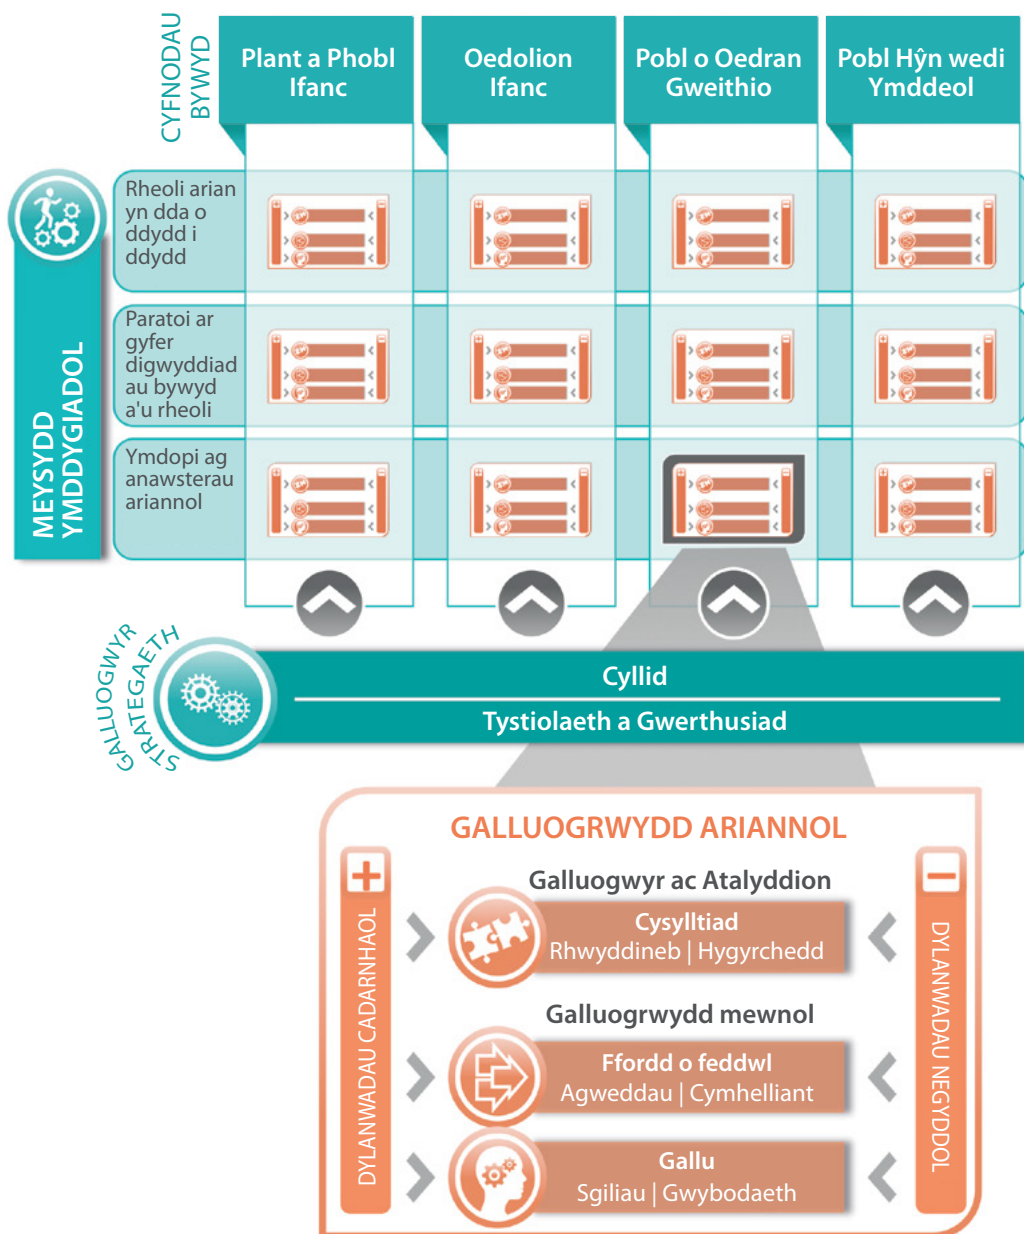 CYFNODAU
BYWYD
Plant a Phobl
Ifanc
Oedolion
Ifanc
Pobl o Oedran
Gweithio
Pobl Hŷn wedi
Ymddeol
MEYSYDD
YMDDYGIADOL
Rheoli arian
yn dda o
ddydd i
ddydd
Paratoi ar
gyfer
digwyddiad
au bywyd
a'u rheoli
Ymdopi ag
anawsterau
ariannol
GALLUOGWYR
STRATEGAETH
Cyllid
Tystiolaeth a Gwerthusiad
GALLUOGRWYDD ARIANNOL
+
DYLANWADAU CADARNHAOL
Galluogwyr ac Atalyddion
Cysylltiad
Rhwyddineb | Hygyrchedd
Galluogrwydd mewnol
Ffordd o feddwl
Agweddau | Cymhelliant
Gallu
Sgiliau | Gwybodaeth
−
DYLANWADAU NEGYDDOL